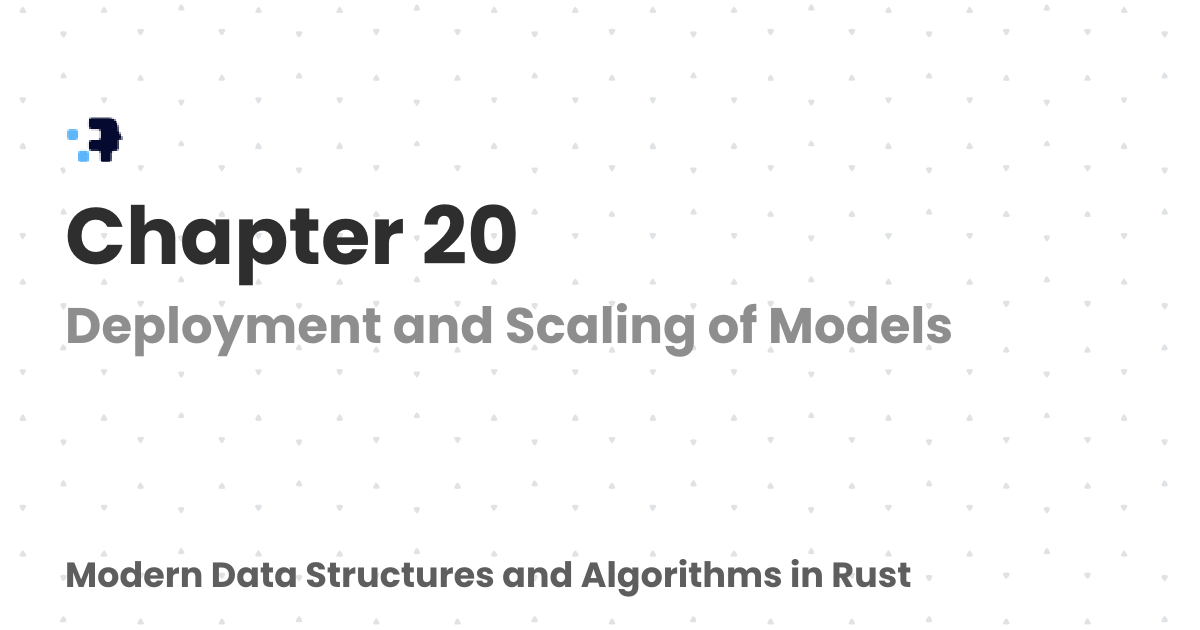 Chapter 20
Deployment and Scaling of Models
Modern Data Structures and Algorithms in Rust